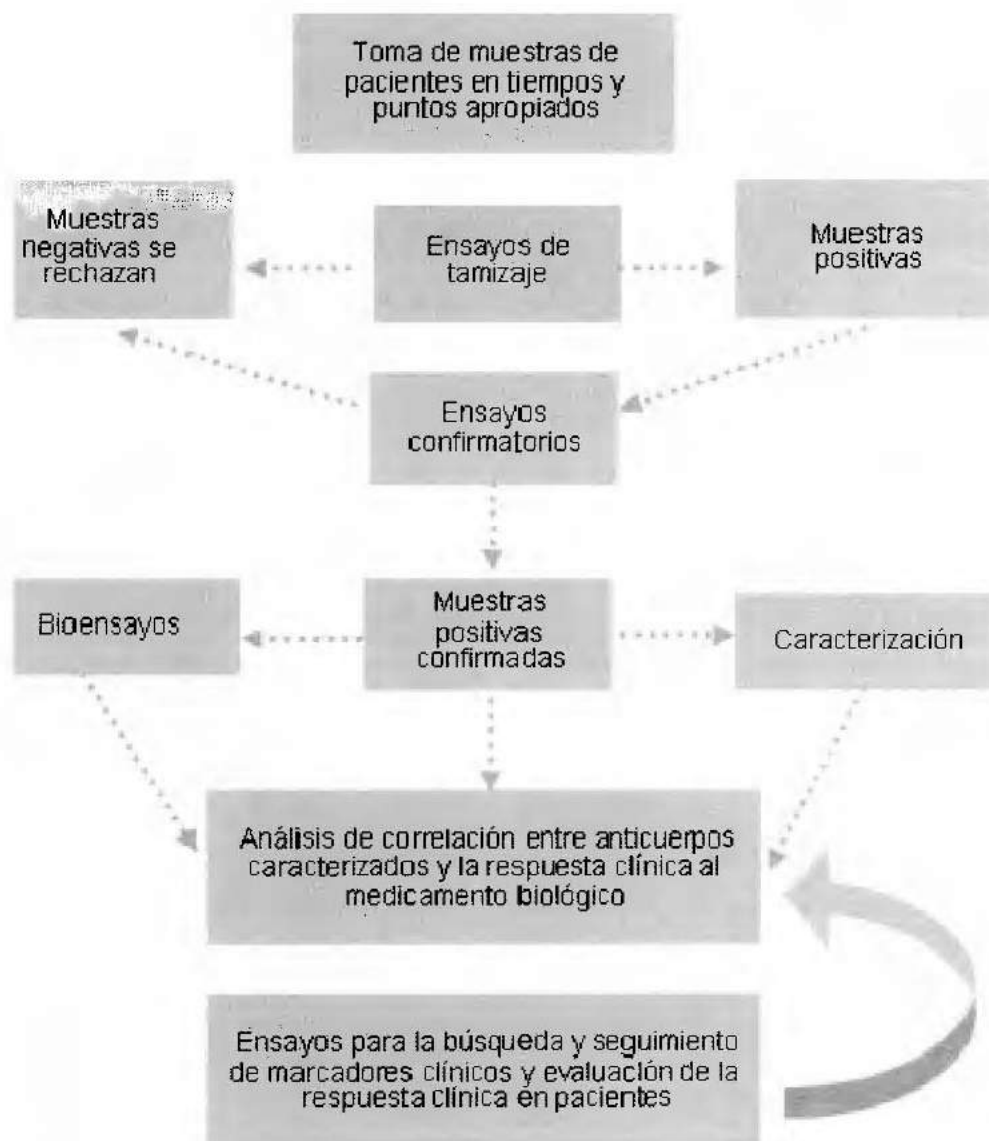 Toma de muestras de
pacientes en tiempos y
puntos apropiados
Muestras
negativas se
rechazan
Ensayos de
tamizaje
Muestras
positivas
Ensayos
confirmatorios
Bioensayos
Muestras
positivas
confirmadas
Caracterización
Análisis de correlación entre anticuerpos
caracterizados y la respuesta clínica al
medicamento biológico
Ensayos para la búsqueda y seguimiento
de marcadores clínicos y evaluación de la
respuesta clínica en pacientes